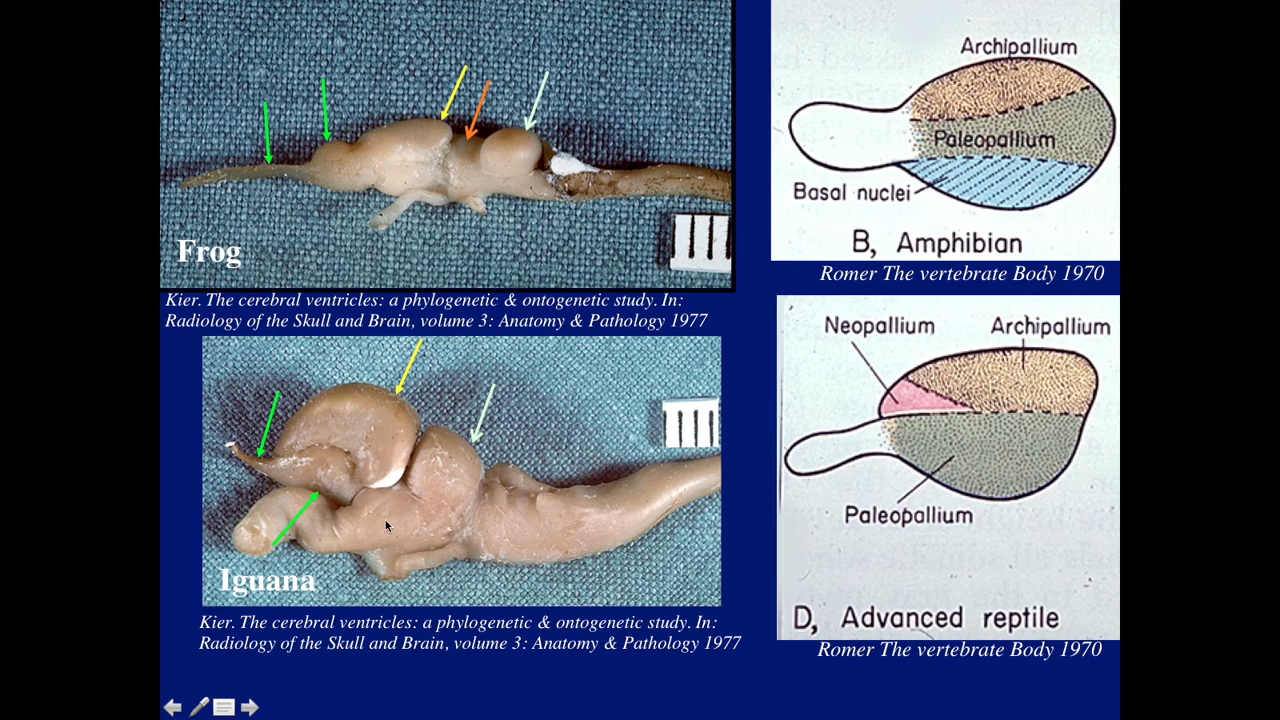 Frog
Kier. The cerebral ventricles: a phylogenetic & ontogenetic study. In:
Radiology of the Skull and Brain, volume 3: Anatomy & Pathology 1977
Iguana
Kier. The cerebral ventricles: a phylogenetic & ontogenetic study. In:
Radiology of the Skull and Brain, volume 3: Anatomy & Pathology 1977
Archipallium
Paleopallium
Basal nuclei
B, Amphibian
Romer The vertebrate Body 1970
Neopallium Archipallium
Paleopallium
D, Advanced reptile
Romer The vertebrate Body 1970